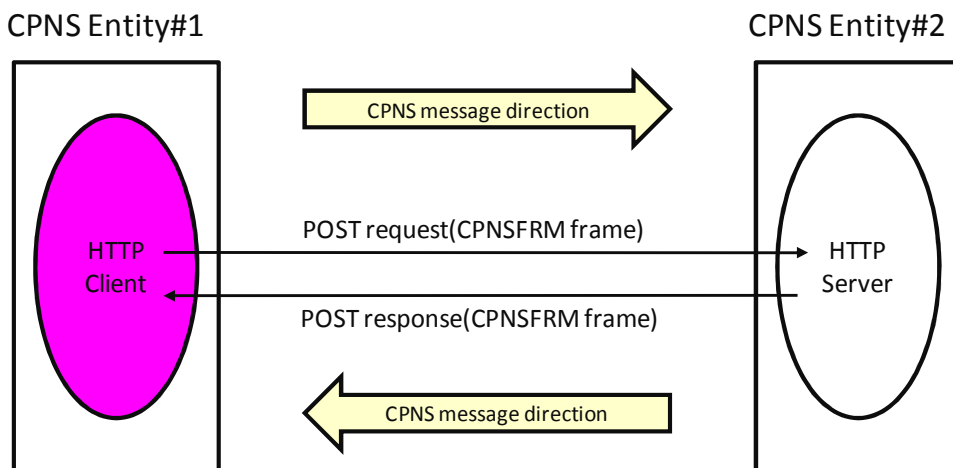 CPNS Entity#1
CPNS Entity#2
CPNS message direction
POST request(CPNSFRM frame)
HTTP
Client
HTTP
Server
POST response(CPNSFRM frame)
CPNS message direction